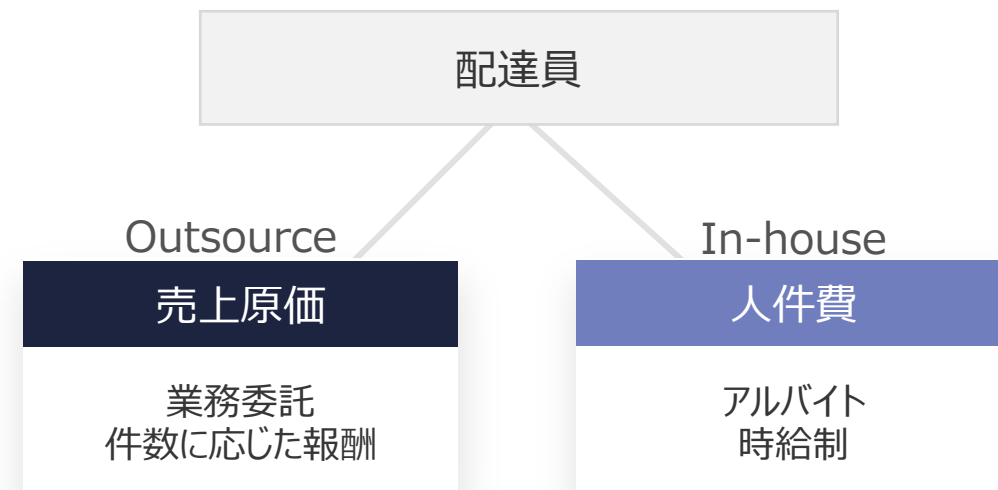 配達員
Outsource
In-house
売上原価
人件費
業務委託
件数に応じた報酬
アルバイト
時給制